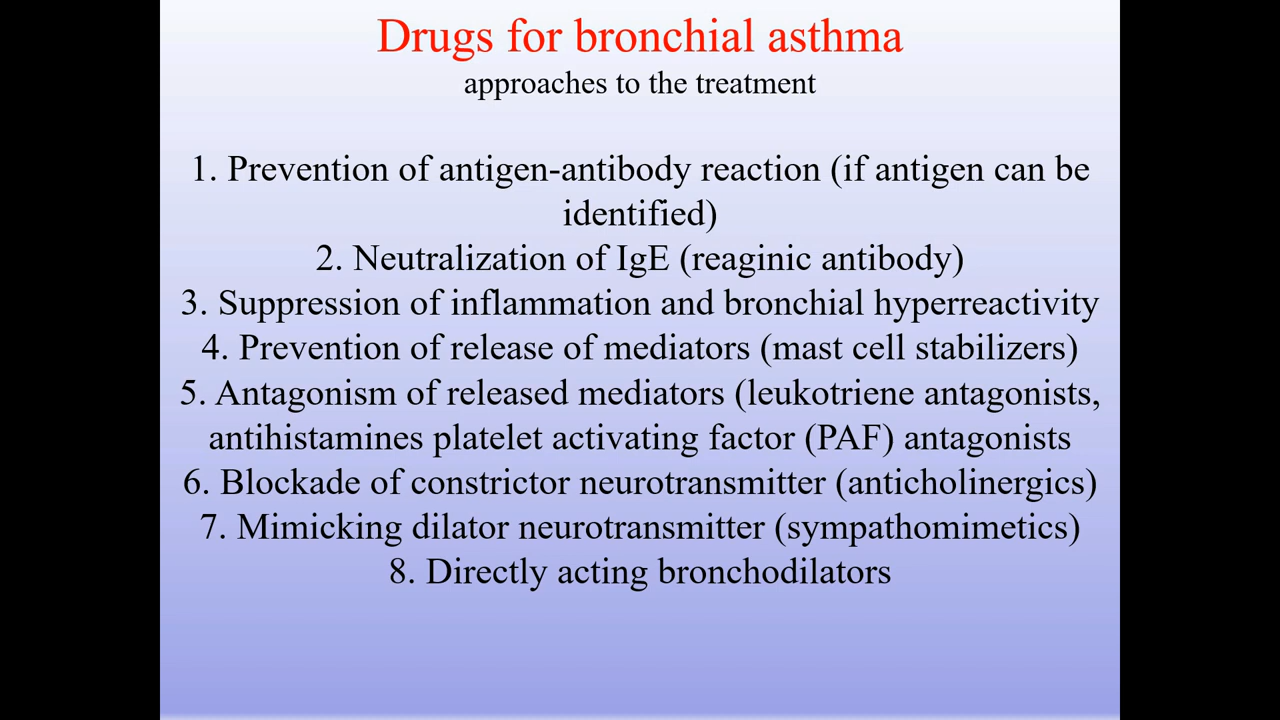 Drugs for bronchial asthma
approaches to the treatment
1. Prevention of antigen-antibody reaction (if antigen can be
identified)
2. Neutralization of IgE (reaginic antibody)
3. Suppression of inflammation and bronchial hyperreactivity
4. Prevention of release of mediators (mast cell stabilizers)
5. Antagonism of released mediators (leukotriene antagonists,
antihistamines platelet activating factor (PAF) antagonists
6. Blockade of constrictor neurotransmitter (anticholinergics)
7. Mimicking dilator neurotransmitter (sympathomimetics)
8. Directly acting bronchodilators